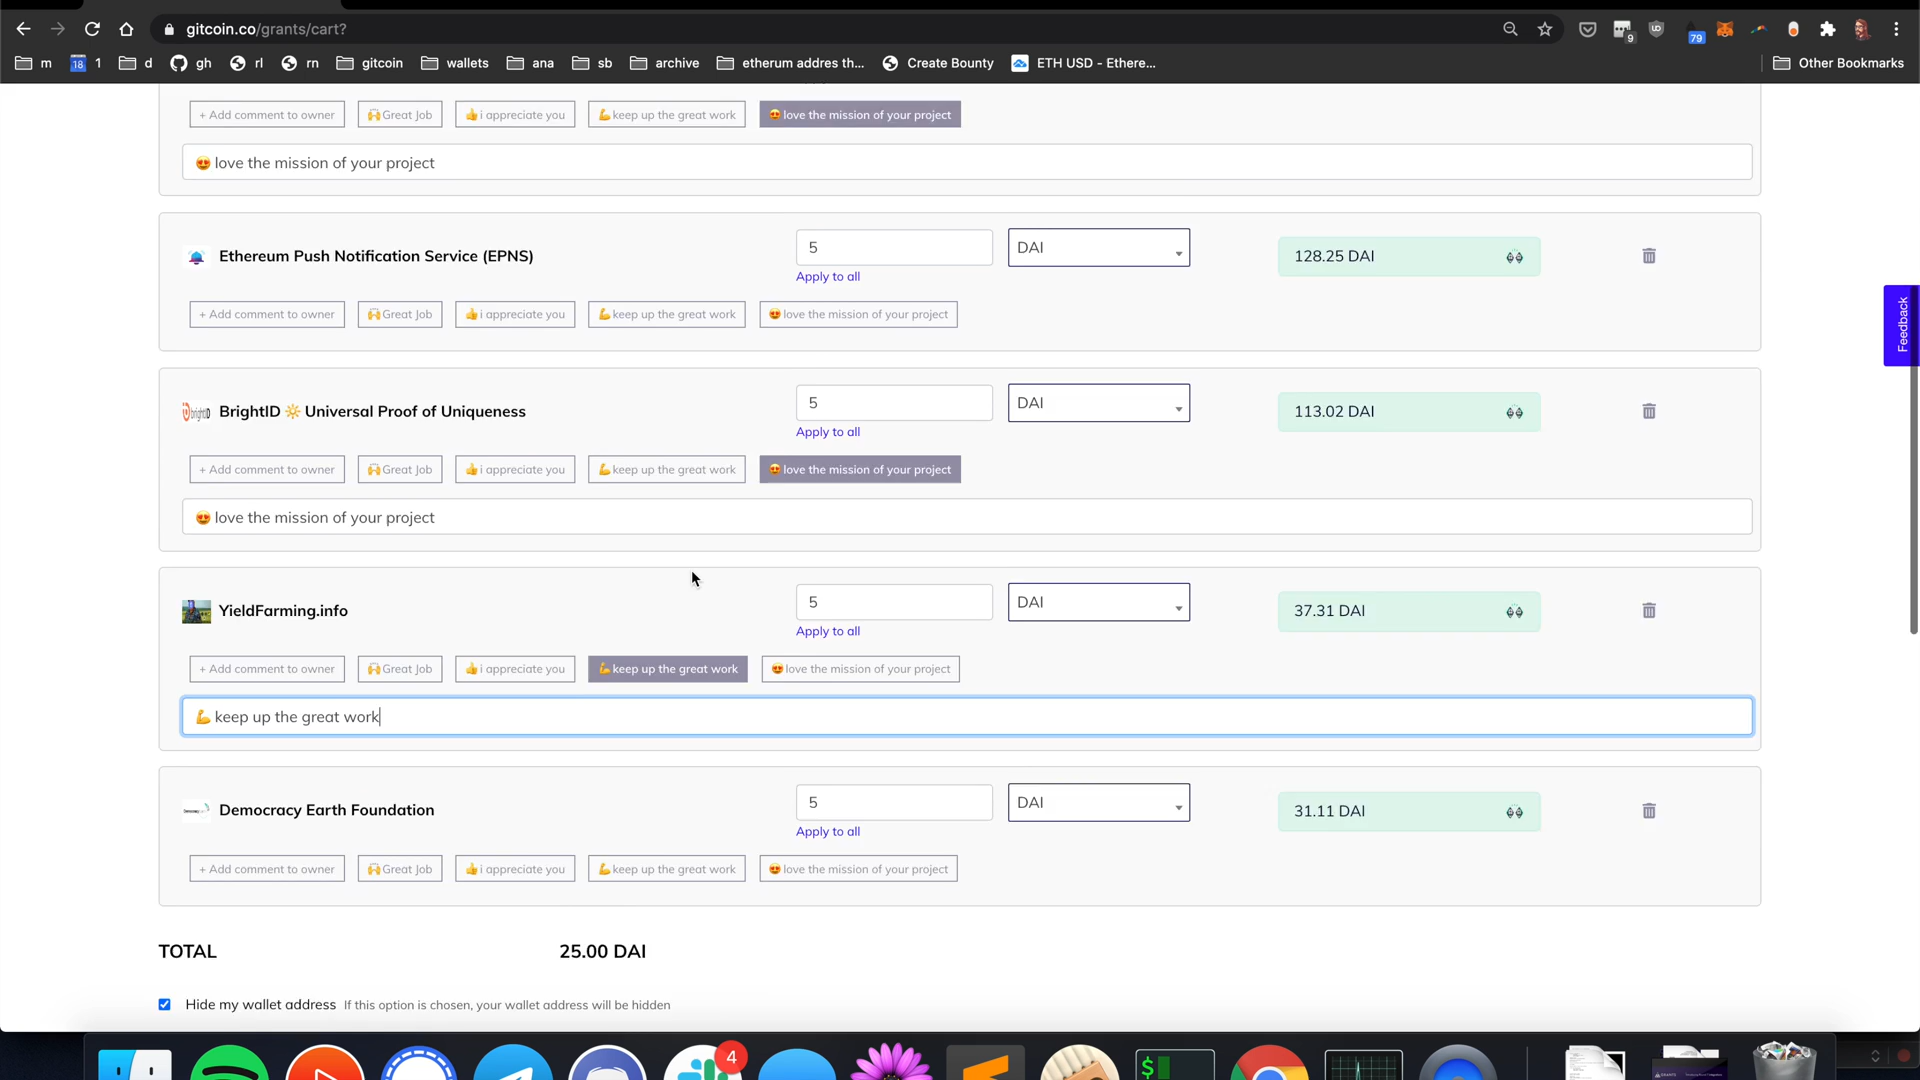 gitcoin.co/grants/cart?
9
79
m
18
1
d
gh
rl
rn
gitcoin
wallets
ana
sb
archive
etherum addres th...
Create Bounty
ETH USD - Ethere...
Other Bookmarks
+ Add comment to owner
🙌 Great Job
👍 i appreciate you
💪 keep up the great work
😍 love the mission of your project
😍 love the mission of your project
Ethereum Push Notification Service (EPNS)
5
DAI
128.25 DAI
Apply to all
+ Add comment to owner
🙌 Great Job
👍 i appreciate you
💪 keep up the great work
😍 love the mission of your project
Feedback
BrightID 🔆 Universal Proof of Uniqueness
5
DAI
113.02 DAI
Apply to all
+ Add comment to owner
🙌 Great Job
👍 i appreciate you
💪 keep up the great work
😍 love the mission of your project
😍 love the mission of your project
YieldFarming.info
5
DAI
37.31 DAI
Apply to all
+ Add comment to owner
🙌 Great Job
👍 i appreciate you
💪 keep up the great work
😍 love the mission of your project
💪 keep up the great work
Democracy Earth Foundation
5
DAI
31.11 DAI
Apply to all
+ Add comment to owner
🙌 Great Job
👍 i appreciate you
💪 keep up the great work
😍 love the mission of your project
TOTAL
25.00 DAI
Hide my wallet address
If this option is chosen, your wallet address will be hidden
4
$